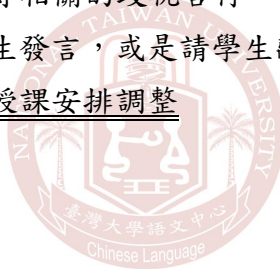 相關的
生發言，或是請學生
授課安排調整
NATIONAL TAIWAN UN
臺灣大學語文中心
Chinese Language